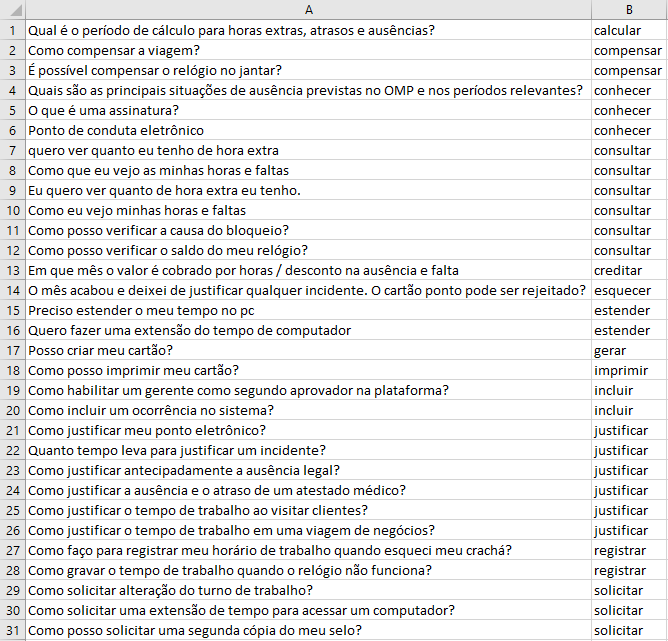 A B
1 Qual é o período de cálculo para horas extras, atrasos e ausências? calcular
2 Como compensar a viagem? compensar
3 É possível compensar o relógio no jantar? compensar
4 Quais são as principais situações de ausência previstas no OMP e nos períodos relevantes? conhecer
5 O que é uma assinatura? conhecer
6 Ponto de conduta eletrônico conhecer
7 quero ver quanto eu tenho de hora extra consultar
8 Como que eu vejo as minhas horas e faltas consultar
9 Eu quero ver quanto de hora extra eu tenho. consultar
10 Como eu vejo minhas horas e faltas consultar
11 Como posso verificar a causa do bloqueio? consultar
12 Como posso verificar o saldo do meu relógio? consultar
13 Em que mês o valor é cobrado por horas / desconto na ausência e falta creditar
14 O mês acabou e deixei de justificar qualquer incidente. O cartão ponto pode ser rejeitado? esquecer
15 Preciso estender o meu tempo no pc estender
16 Quero fazer uma extensão do tempo de computador estender
17 Posso criar meu cartão? gerar
18 Como posso imprimir meu cartão? imprimir
19 Como habilitar um gerente como segundo aprovador na plataforma? incluir
20 Como incluir um ocorrência no sistema? incluir
21 Como justificar meu ponto eletrônico? justificar
22 Quanto tempo leva para justificar um incidente? justificar
23 Como justificar antecipadamente a ausência legal? justificar
24 Como justificar a ausência e o atraso de um atestado médico? justificar
25 Como justificar o tempo de trabalho ao visitar clientes? justificar
26 Como justificar o tempo de trabalho em uma viagem de negócios? justificar
27 Como faço para registrar meu horário de trabalho quando esqueci meu crachá? registrar
28 Como gravar o tempo de trabalho quando o relógio não funciona? registrar
29 Como solicitar alteração do turno de trabalho? solicitar
30 Como solicitar uma extensão de tempo para acessar um computador? solicitar
31 Como posso solicitar uma segunda cópia do meu selo? solicitar